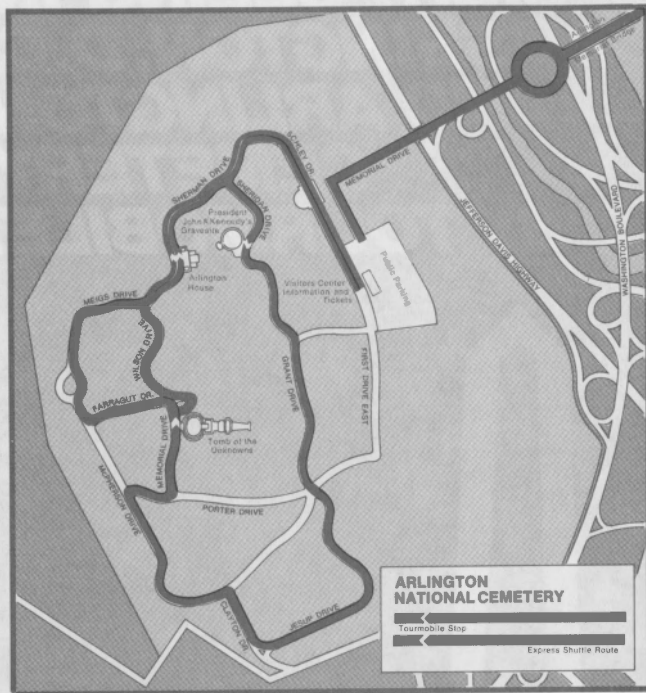 SCHLEY DR.
MEMORIAL DRIVE
SHERMAN DRIVE
SHERIDAN DRIVE
President
John F. Kennedy's
Gravesite
JEFFERSON DAVIS HIGHWAY
WASHINGTON BOULEVARD
Arlington
House
Visitors Center
Information and
Tickets
Public Parking
MEIGS DRIVE
WILSON DRIVE
GRANT DRIVE
FIRST DRIVE EAST
FARRAGUT DR.
MEMORIAL DRIVE
Tomb of the
Unknowns
McPHERSON DRIVE
PORTER DRIVE
CLAYTON DR.
JESUP DRIVE
ARLINGTON
NATIONAL CEMETERY
Tourmobile Stop
Express Shuttle Route